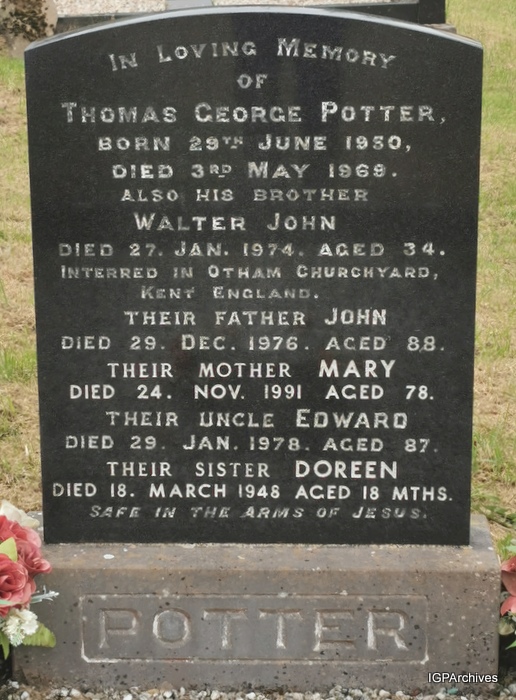 IN LOVING MEMORY
OF
THOMAS GEORGE POTTER,
BORN 29TH JUNE 1950,
DIED 3RD MAY 1969.
ALSO HIS BROTHER
WALTER JOHN
DIED 27. JAN. 1974. AGED 34.
INTERRED IN OTHAM CHURCHYARD,
KENT ENGLAND.
THEIR FATHER JOHN
DIED 29. DEC. 1976. AGED 88.
THEIR MOTHER MARY
DIED 24. NOV. 1991 AGED 78.
THEIR UNCLE EDWARD
DIED 29. JAN. 1978. AGED 87.
THEIR SISTER DOREEN
DIED 18. MARCH 1948 AGED 18 MTHS.
SAFE IN THE ARMS OF JESUS.
POTTER
IGPArchives